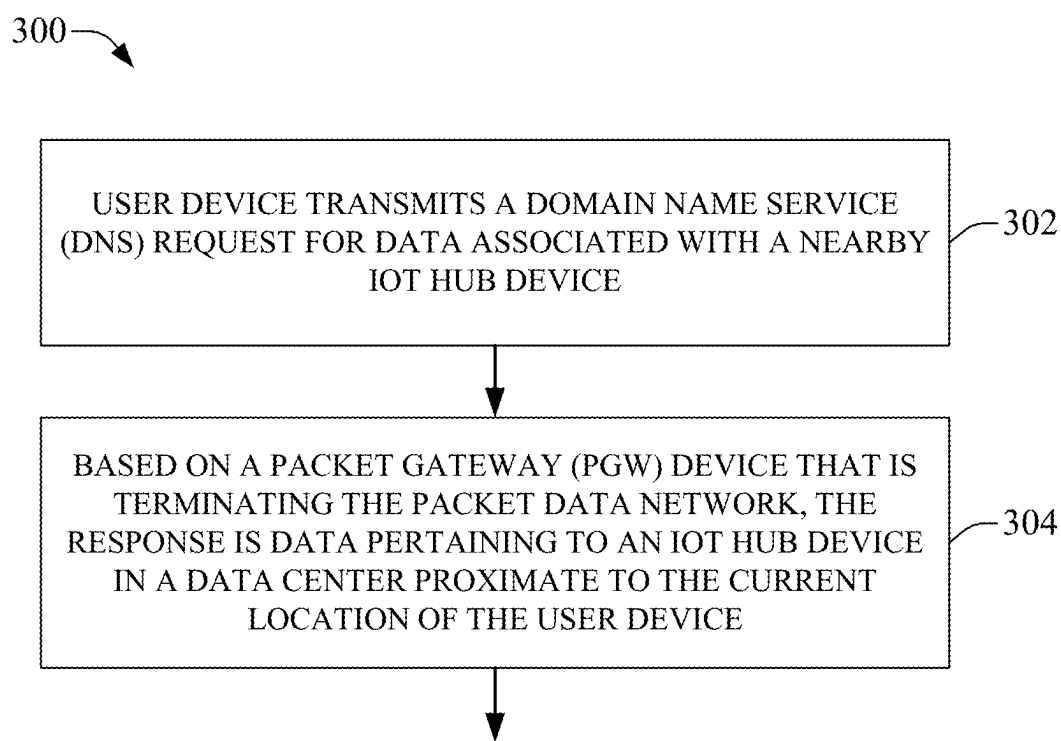 300
USER DEVICE TRANSMITS A DOMAIN NAME SERVICE
(DNS) REQUEST FOR DATA ASSOCIATED WITH A NEARBY
IOT HUB DEVICE
302
BASED ON A PACKET GATEWAY (PGW) DEVICE THAT IS
TERMINATING THE PACKET DATA NETWORK, THE
RESPONSE IS DATA PERTAINING TO AN IOT HUB DEVICE
IN A DATA CENTER PROXIMATE TO THE CURRENT
LOCATION OF THE USER DEVICE
304